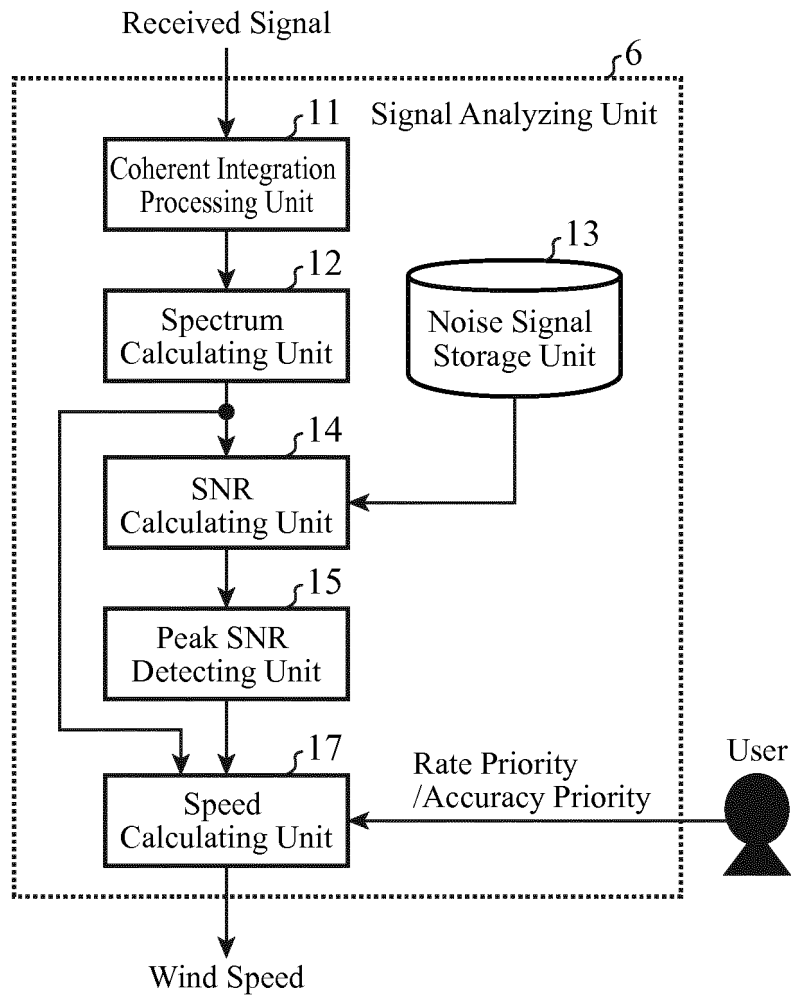 Received Signal
6
Signal Analyzing Unit
11
Coherent Integration
Processing Unit
12
Spectrum
Calculating Unit
13
Noise Signal
Storage Unit
14
SNR
Calculating Unit
15
Peak SNR
Detecting Unit
17
Speed
Calculating Unit
Rate Priority
/Accuracy Priority
User
Wind Speed